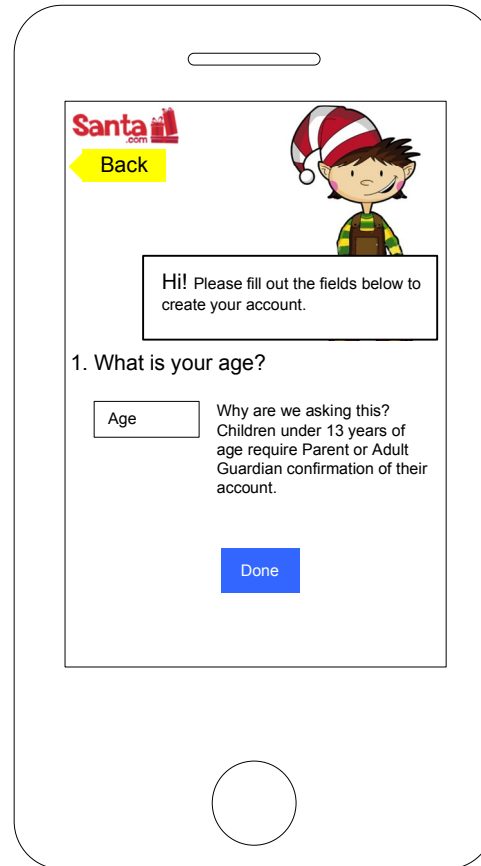 Santa
.com
Back
Hi! Please fill out the fields below to
create your account.
1. What is your age?
Age
Why are we asking this?
Children under 13 years of
age require Parent or Adult
Guardian confirmation of their
account.
Done